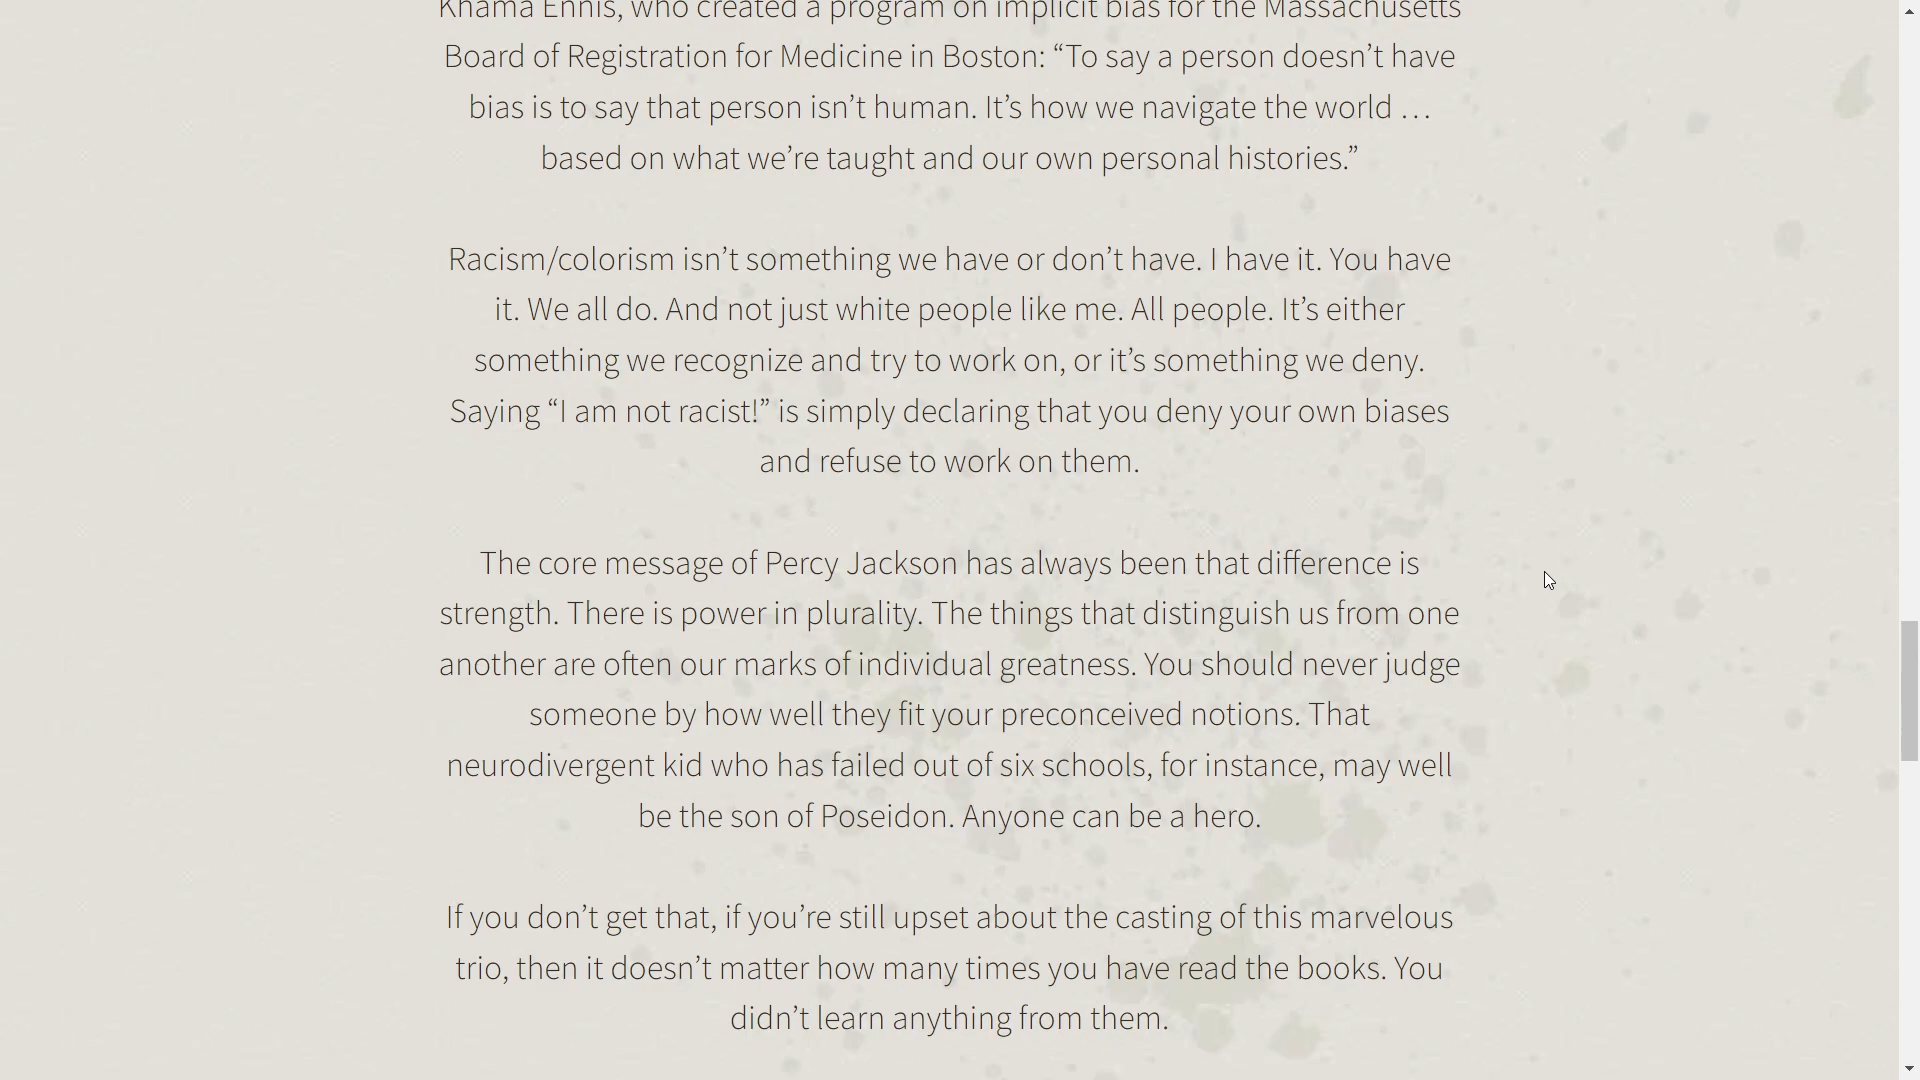 Khama Ennis, who created a program on implicit bias for the Massachusetts
Board of Registration for Medicine in Boston: “To say a person doesn’t have
bias is to say that person isn’t human. It’s how we navigate the world …
based on what we’re taught and our own personal histories.”
Racism/colorism isn’t something we have or don’t have. I have it. You have
it. We all do. And not just white people like me. All people. It’s either
something we recognize and try to work on, or it’s something we deny.
Saying “I am not racist!” is simply declaring that you deny your own biases
and refuse to work on them.
The core message of Percy Jackson has always been that difference is
strength. There is power in plurality. The things that distinguish us from one
another are often our marks of individual greatness. You should never judge
someone by how well they fit your preconceived notions. That
neurodivergent kid who has failed out of six schools, for instance, may well
be the son of Poseidon. Anyone can be a hero.
If you don’t get that, if you’re still upset about the casting of this marvelous
trio, then it doesn’t matter how many times you have read the books. You
didn’t learn anything from them.